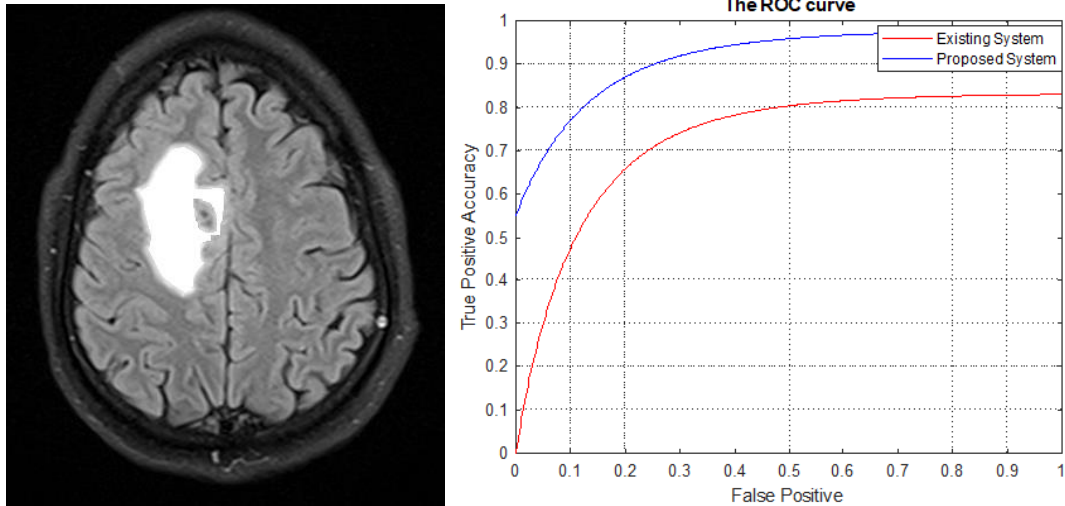 The ROC curve
Existing System
Proposed System
True Positive Accuracy
1
0.9
0.8
0.7
0.6
0.5
0.4
0.3
0.2
0.1
0
0 0.1 0.2 0.3 0.4 0.5 0.6 0.7 0.8 0.9 1
False Positive